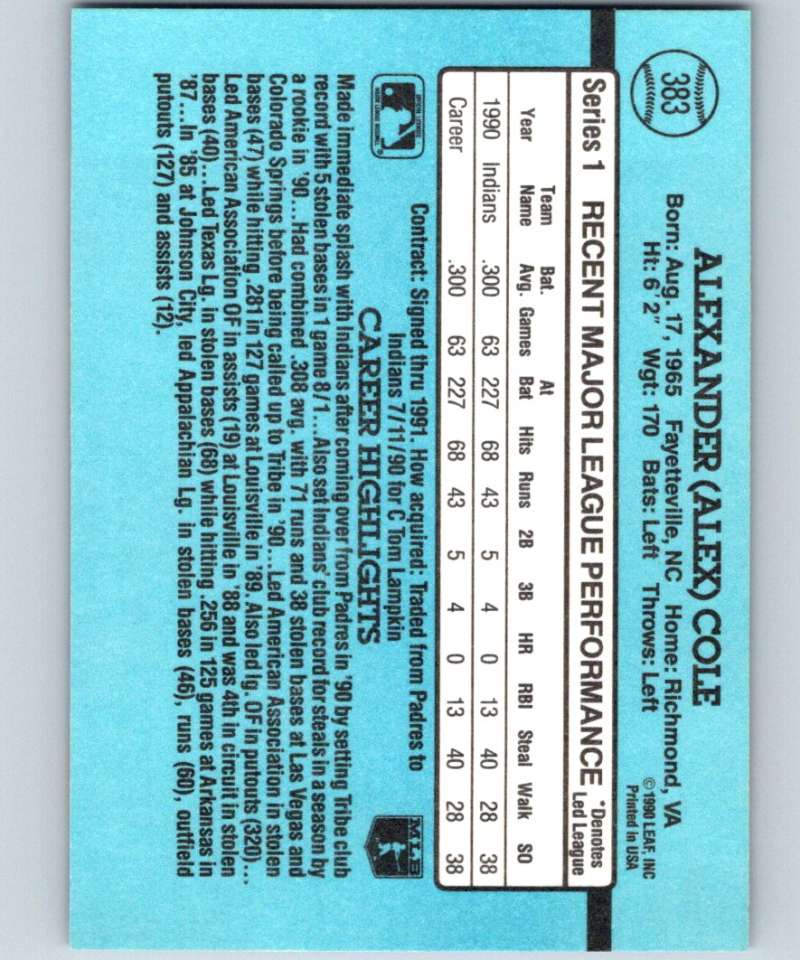 383
ALEXANDER (ALEX) COLE
Born: Aug. 17, 1965 Fayetteville, NC Home: Richmond, VA
Ht: 6' 2" Wgt: 170 Bats: Left Throws: Left
©1990 LEAF, INC
Printed in USA
Series 1 RECENT MAJOR LEAGUE PERFORMANCE *Denotes Led League
Year Team Name Bat. Avg. Games At Bat Hits Runs 2B 3B HR RBI Steal Walk SO
1990 Indians .300 63 227 68 43 5 4 0 13 40 28 38
Career .300 63 227 68 43 5 4 0 13 40 28 38
Contract: Signed thru 1991. How acquired: Traded from Padres to
Indians 7/11/90 for C Tom Lampkin
CAREER HIGHLIGHTS
MLB
Made immediate splash with Indians after coming over from Padres in '90 by setting Tribe club
record with 5 stolen bases in 1 game 8/1...Also set Indians' club record for steals in a season by
a rookie in '90...Had combined .308 avg. with 71 runs and 38 stolen bases at Las Vegas and
Colorado Springs before being called up to Tribe in '90...Led American Association in stolen
bases (47) while hitting .281 in 127 games at Louisville in '89. Also led lg. OF in putouts (320)...
Led American Association OF in assists (19) at Louisville in '88 and was 4th in circuit in stolen
bases (40)...Led Texas Lg. in stolen bases (68) while hitting .256 in 125 games at Arkansas in
'87...In '85 at Johnson City, led Appalachian Lg. in stolen bases (46), runs (60), outfield
putouts (127) and assists (12).